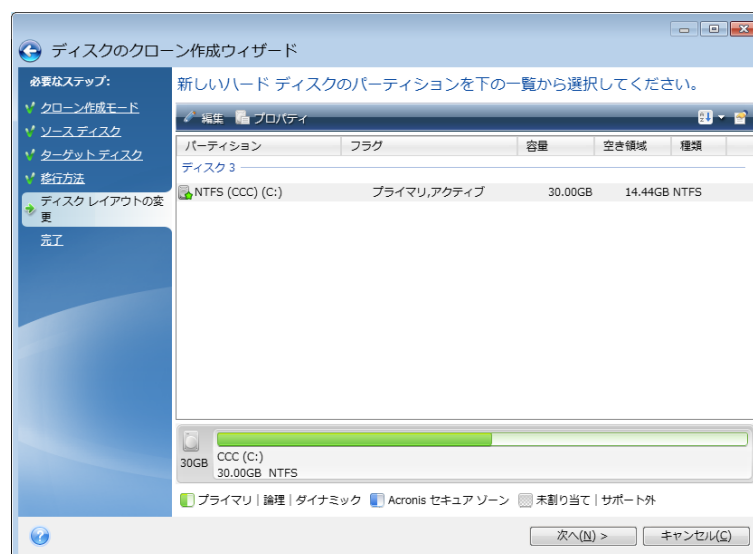 ディスクのクローン作成ウィザード
必要なステップ:
クローン作成モード
ソース ディスク
ターゲット ディスク
移行方法
ディスク レイアウトの変
更
完了
新しいハード ディスクのパーティションを下の一覧から選択してください。
編集 プロパティ
パーティション フラグ 容量 空き領域 種類
ディスク 3
NTFS (CCC) (C:) プライマリ,アクティブ 30.00GB 14.44GB NTFS
30GB
CCC (C:)
30.00GB NTFS
プライマリ | 論理 | ダイナミック Acronis セキュア ゾーン 未割り当て | サポート外
次へ(N) > キャンセル(C)